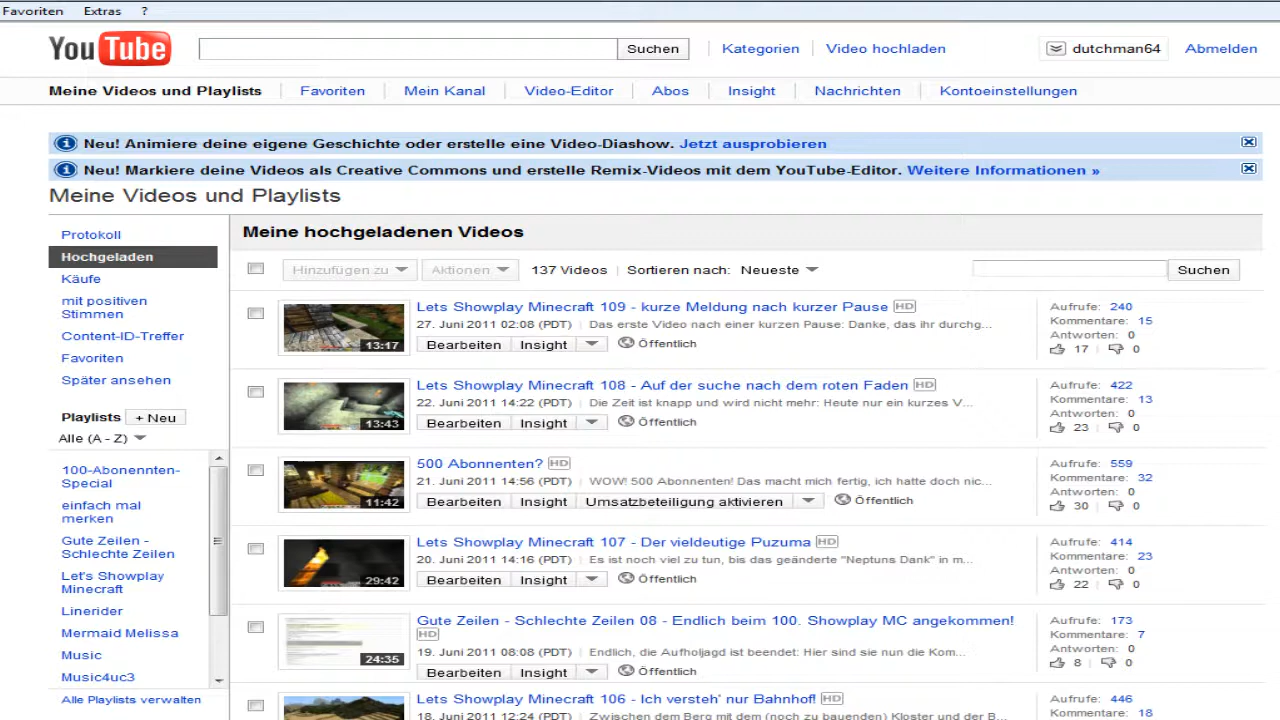 Favoriten Extras ?
YouTube Suchen Kategorien Video hochladen dutchman64 Abmelden
Meine Videos und Playlists Favoriten Mein Kanal Video-Editor Abos Insight Nachrichten Kontoeinstellungen
Neu! Animiere deine eigene Geschichte oder erstelle eine Video-Diashow. Jetzt ausprobieren
Neu! Markiere deine Videos als Creative Commons und erstelle Remix-Videos mit dem YouTube-Editor. Weitere Informationen »
Meine Videos und Playlists
Protokoll
Hochgeladen
Käufe
mit positiven
Stimmen
Content-ID-Treffer
Favoriten
Später ansehen
Playlists + Neu
Alle (A - Z)
100-Abonennten-
Special
einfach mal
merken
Gute Zeilen -
Schlechte Zeilen
Let's Showplay
Minecraft
Linerider
Mermaid Melissa
Music
Music4uc3
Alle Playlists verwalten
Meine hochgeladenen Videos
Hinzufügen zu Aktionen 137 Videos Sortieren nach: Neueste Suchen
Lets Showplay Minecraft 109 - kurze Meldung nach kurzer Pause HD
27. Juni 2011 02:08 (PDT) Das erste Video nach einer kurzen Pause: Danke, das ihr durchg...
13:17 Bearbeiten Insight Öffentlich
Aufrufe: 240
Kommentare: 15
Antworten: 0
17 0
Lets Showplay Minecraft 108 - Auf der suche nach dem roten Faden HD
22. Juni 2011 14:22 (PDT) Die Zeit ist knapp und wird nicht mehr: Heute nur ein kurzes V...
13:43 Bearbeiten Insight Öffentlich
Aufrufe: 422
Kommentare: 13
Antworten: 0
23 0
500 Abonnenten? HD
21. Juni 2011 14:56 (PDT) WOW! 500 Abonnenten! Das macht mich fertig, ich hatte doch nic...
11:42 Bearbeiten Insight Umsatzbeteiligung aktivieren Öffentlich
Aufrufe: 559
Kommentare: 32
Antworten: 0
30 0
Lets Showplay Minecraft 107 - Der vieldeutige Puzuma HD
20. Juni 2011 14:16 (PDT) Es ist noch viel zu tun, bis das geänderte "Neptuns Dank" in m...
29:42 Bearbeiten Insight Öffentlich
Aufrufe: 414
Kommentare: 23
Antworten: 0
22 0
Gute Zeilen - Schlechte Zeilen 08 - Endlich beim 100. Showplay MC angekommen!
HD
19. Juni 2011 08:08 (PDT) Endlich, die Aufholjagd ist beendet: Hier sind sie nun die Kom...
24:35 Bearbeiten Insight Öffentlich
Aufrufe: 173
Kommentare: 7
Antworten: 0
8 0
Lets Showplay Minecraft 106 - Ich versteh' nur Bahnhof! HD
18. Juni 2011 12:24 (PDT) Zwischen dem Berg mit dem (noch zu bauenden) Kloster und der B...
Aufrufe: 446
Kommentare: 18